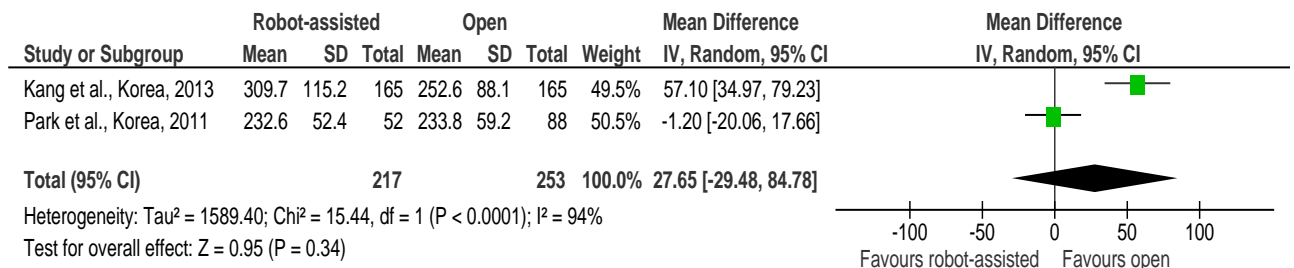 Robot-assisted Open Mean Difference Mean Difference
Study or Subgroup Mean SD Total Mean SD Total Weight IV, Random, 95% CI IV, Random, 95% CI
Kang et al., Korea, 2013 309.7 115.2 165 252.6 88.1 165 49.5% 57.10 [34.97, 79.23]
Park et al., Korea, 2011 232.6 52.4 52 233.8 59.2 88 50.5% -1.20 [-20.06, 17.66]
Total (95% CI) 217 253 100.0% 27.65 [-29.48, 84.78]
Heterogeneity: Tau² = 1589.40; Chi² = 15.44, df = 1 (P < 0.0001); I² = 94%
Test for overall effect: Z = 0.95 (P = 0.34)
-100 -50 0 50 100
Favours robot-assisted Favours open